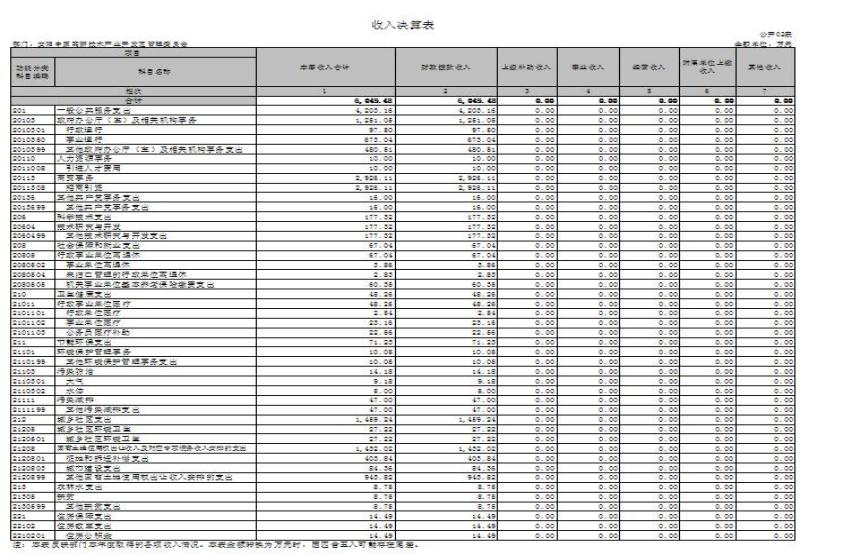 收入决算表
公开02表
部门：安阳中原高新技术产业开发区管理委员会 金额单位：万元
项目 本年收入合计 财政拨款收入 上级补助收入 事业收入 经营收入 附属单位上缴收入 其他收入
功能分类科目编码 科目名称
栏次 1 2 3 4 5 6 7
合计 0.00 0.00 0.00 0.00 0.00
201 一般公共服务支出 4,203.16 4,203.16 0.00 0.00 0.00 0.00 0.00
20103 政府办公厅（室）及相关机构事务 0.00 0.00 0.00 0.00 0.00
2010301 行政运行 97.80 97.80 0.00 0.00 0.00 0.00 0.00
2010350 事业运行 673.04 673.04 0.00 0.00 0.00 0.00 0.00
2010399 其他政府办公厅（室）及相关机构事务支出 0.00 0.00 0.00 0.00 0.00
20110 人力资源事务 10.00 10.00 0.00 0.00 0.00 0.00 0.00
2011008 引进人才费用 10.00 10.00 0.00 0.00 0.00 0.00 0.00
20113 商贸事务 0.00 0.00 0.00 0.00 0.00
2011308 招商引资 0.00 0.00 0.00 0.00 0.00
20136 其他共产党事务支出 16.00 16.00 0.00 0.00 0.00 0.00 0.00
2013699 其他共产党事务支出 16.00 16.00 0.00 0.00 0.00 0.00 0.00
206 科学技术支出 177.32 177.32 0.00 0.00 0.00 0.00 0.00
20604 技术研究与开发 177.32 177.32 0.00 0.00 0.00 0.00 0.00
2060499 其他技术研究与开发支出 177.32 177.32 0.00 0.00 0.00 0.00 0.00
208 社会保障和就业支出 67.04 67.04 0.00 0.00 0.00 0.00 0.00
20805 行政事业单位离退休 67.04 67.04 0.00 0.00 0.00 0.00 0.00
2080502 事业单位离退休 3.86 3.86 0.00 0.00 0.00 0.00 0.00
2080504 未归口管理的行政单位离退休 2.83 2.83 0.00 0.00 0.00 0.00 0.00
2080505 机关事业单位基本养老保险缴费支出 60.35 60.35 0.00 0.00 0.00 0.00 0.00
210 卫生健康支出 0.00 0.00 0.00 0.00 0.00
21011 行政事业单位医疗 0.00 0.00 0.00 0.00 0.00
2101101 行政单位医疗 0.00 0.00 0.00 0.00 0.00
2101102 事业单位医疗 0.00 0.00 0.00 0.00 0.00
2101103 公务员医疗补助 0.00 0.00 0.00 0.00 0.00
211 节能环保支出 71.23 71.23 0.00 0.00 0.00 0.00 0.00
21101 环境保护管理事务 10.05 10.05 0.00 0.00 0.00 0.00 0.00
2110199 其他环境保护管理事务支出 10.05 10.05 0.00 0.00 0.00 0.00 0.00
21103 污染防治 14.18 14.18 0.00 0.00 0.00 0.00 0.00
2110301 大气 9.18 9.18 0.00 0.00 0.00 0.00 0.00
2110302 水体 5.00 5.00 0.00 0.00 0.00 0.00 0.00
21111 污染减排 47.00 47.00 0.00 0.00 0.00 0.00 0.00
2111199 其他污染减排支出 47.00 47.00 0.00 0.00 0.00 0.00 0.00
212 城乡社区支出 1,459.24 1,459.24 0.00 0.00 0.00 0.00 0.00
21205 城乡社区环境卫生 27.22 27.22 0.00 0.00 0.00 0.00 0.00
2120501 城乡社区环境卫生 27.22 27.22 0.00 0.00 0.00 0.00 0.00
21208 国有土地使用权出让收入及对应专项债务收入安排的支出 1,432.02 1,432.02 0.00 0.00 0.00 0.00 0.00
2120801 征地和拆迁补偿支出 403.84 403.84 0.00 0.00 0.00 0.00 0.00
2120803 城市建设支出 84.36 84.36 0.00 0.00 0.00 0.00 0.00
2120899 其他国有土地使用权出让收入安排的支出 943.82 943.82 0.00 0.00 0.00 0.00 0.00
213 农林水支出 8.75 8.75 0.00 0.00 0.00 0.00 0.00
21305 扶贫 8.75 8.75 0.00 0.00 0.00 0.00 0.00
2130599 其他扶贫支出 8.75 8.75 0.00 0.00 0.00 0.00 0.00
221 住房保障支出 14.49 14.49 0.00 0.00 0.00 0.00 0.00
22102 住房改革支出 14.49 14.49 0.00 0.00 0.00 0.00 0.00
2210201 住房公积金 14.49 14.49 0.00 0.00 0.00 0.00 0.00
注：本表反映部门本年度取得的各项收入情况。本表金额转换为万元时，因四舍五入可能存在尾差。